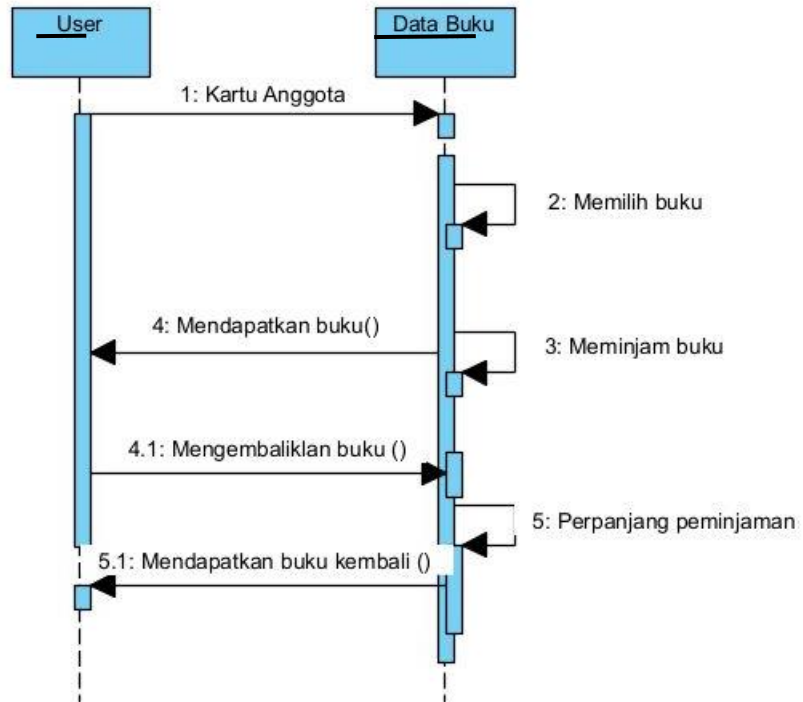 User
Data Buku
1: Kartu Anggota
2: Memilih buku
4: Mendapatkan buku()
3: Meminjam buku
4.1: Mengembaliklan buku ()
5: Perpanjang peminjaman
5.1: Mendapatkan buku kembali ()